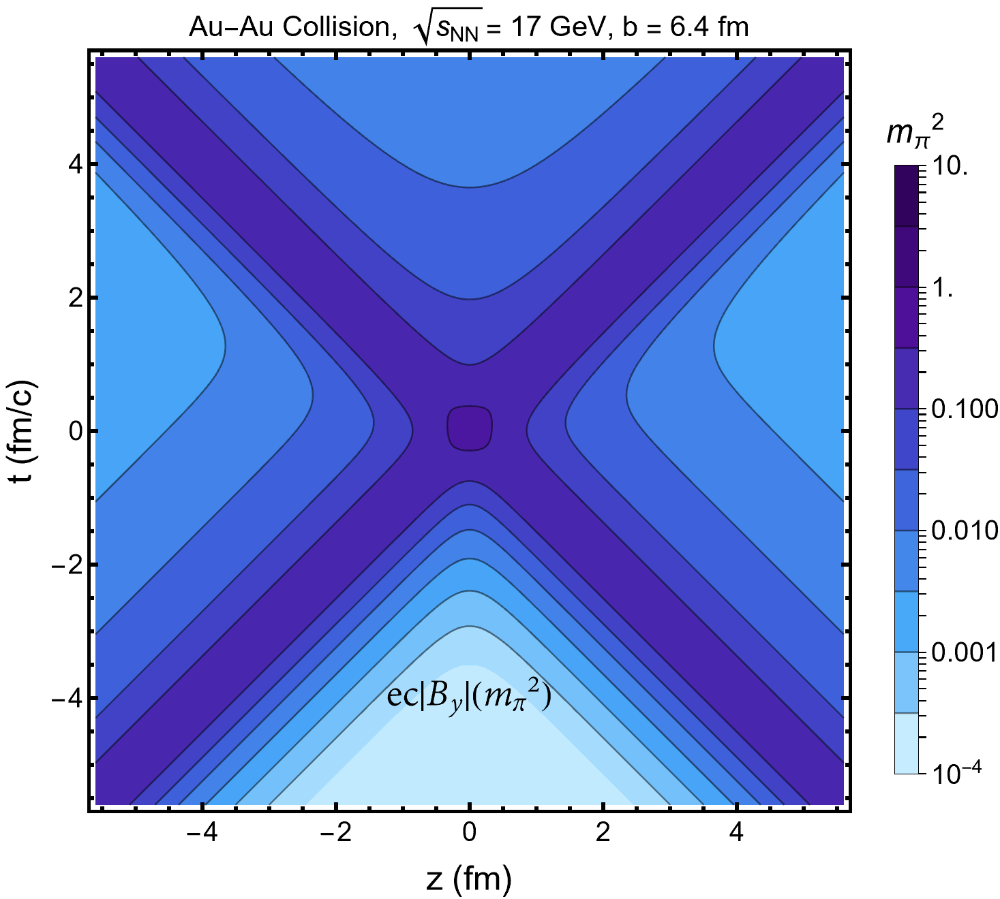 Au−Au Collision, √sNN = 17 GeV, b = 6.4 fm
mπ²
10.
1.
0.100
0.010
0.001
10⁻⁴
4
2
0
−2
−4
t (fm/c)
ec|By|(mπ²)
−4 −2 0 2 4
z (fm)